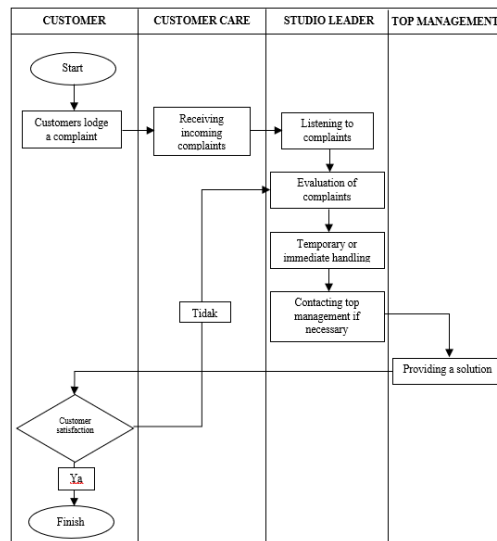 CUSTOMER
CUSTOMER CARE
STUDIO LEADER
TOP MANAGEMENT
Start
Customers lodge
a complaint
Receiving
incoming
complaints
Listening to
complaints
Evaluation of
complaints
Temporary or
immediate handling
Contacting top
management if
necessary
Tidak
Providing a solution
Customer
satisfaction
Ya
Finish